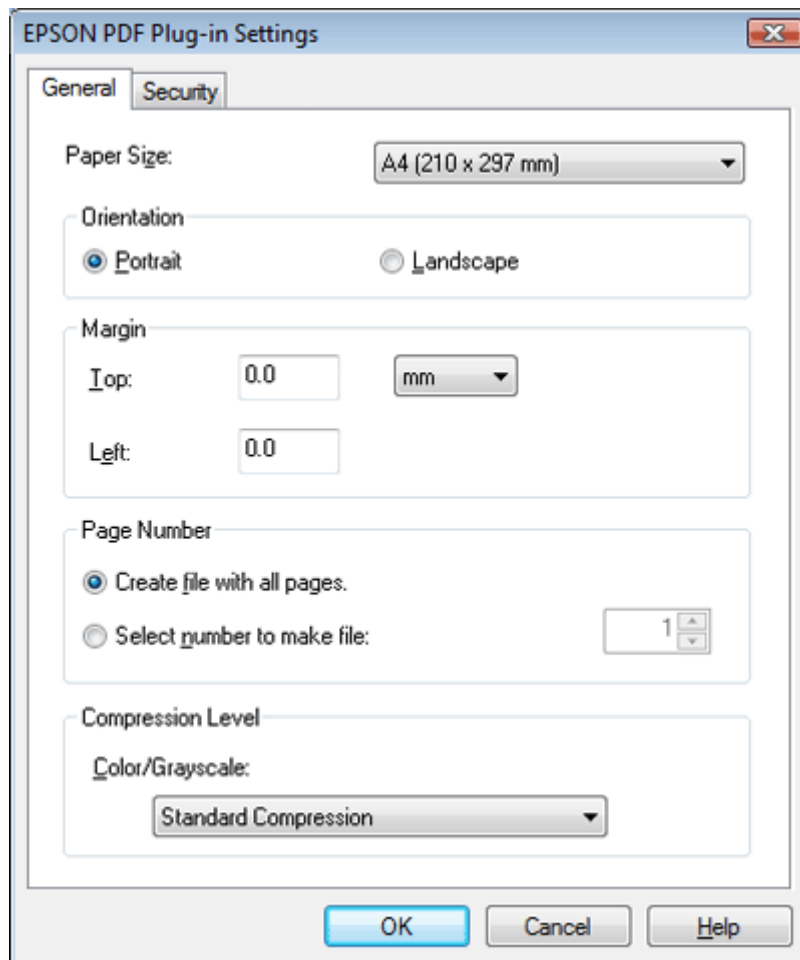 EPSON PDF Plug-in Settings
General Security
Paper Size: A4 (210 x 297 mm)
Orientation
Portrait Landscape
Margin
Top: 0.0 mm
Left: 0.0
Page Number
Create file with all pages.
Select number to make file: 1
Compression Level
Color/Grayscale:
Standard Compression
OK Cancel Help